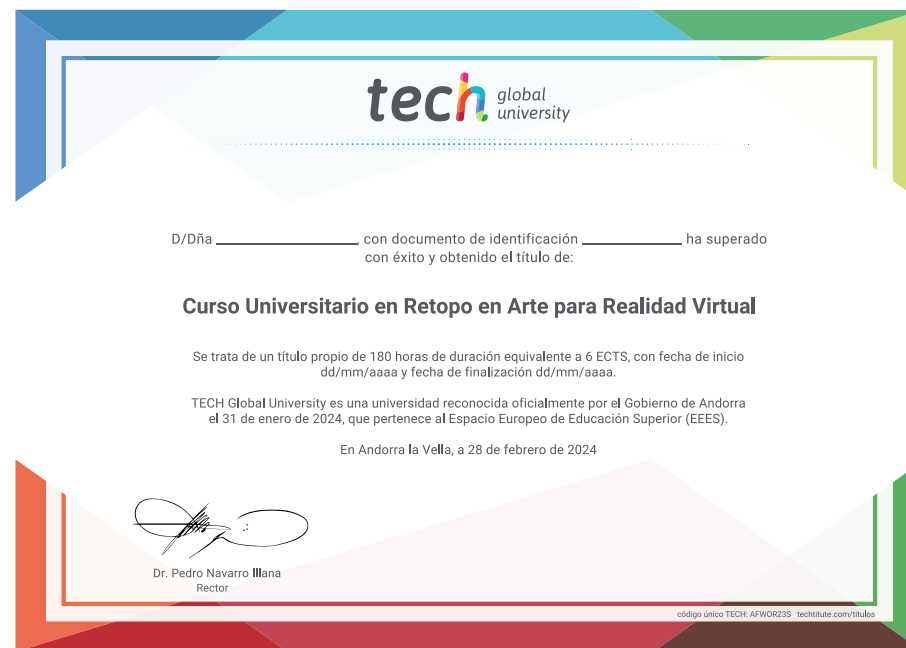 tech global university
D/Dña ____________________, con documento de identificación ______________ ha superado
con éxito y obtenido el título de:
Curso Universitario en Retopo en Arte para Realidad Virtual
Se trata de un título propio de 180 horas de duración equivalente a 6 ECTS, con fecha de inicio
dd/mm/aaaa y fecha de finalización dd/mm/aaaa.
TECH Global University es una universidad reconocida oficialmente por el Gobierno de Andorra
el 31 de enero de 2024, que pertenece al Espacio Europeo de Educación Superior (EEES).
En Andorra la Vella, a 28 de febrero de 2024
Dr. Pedro Navarro Illana
Rector
código único TECH: AFWOR23S techtitute.com/titulos